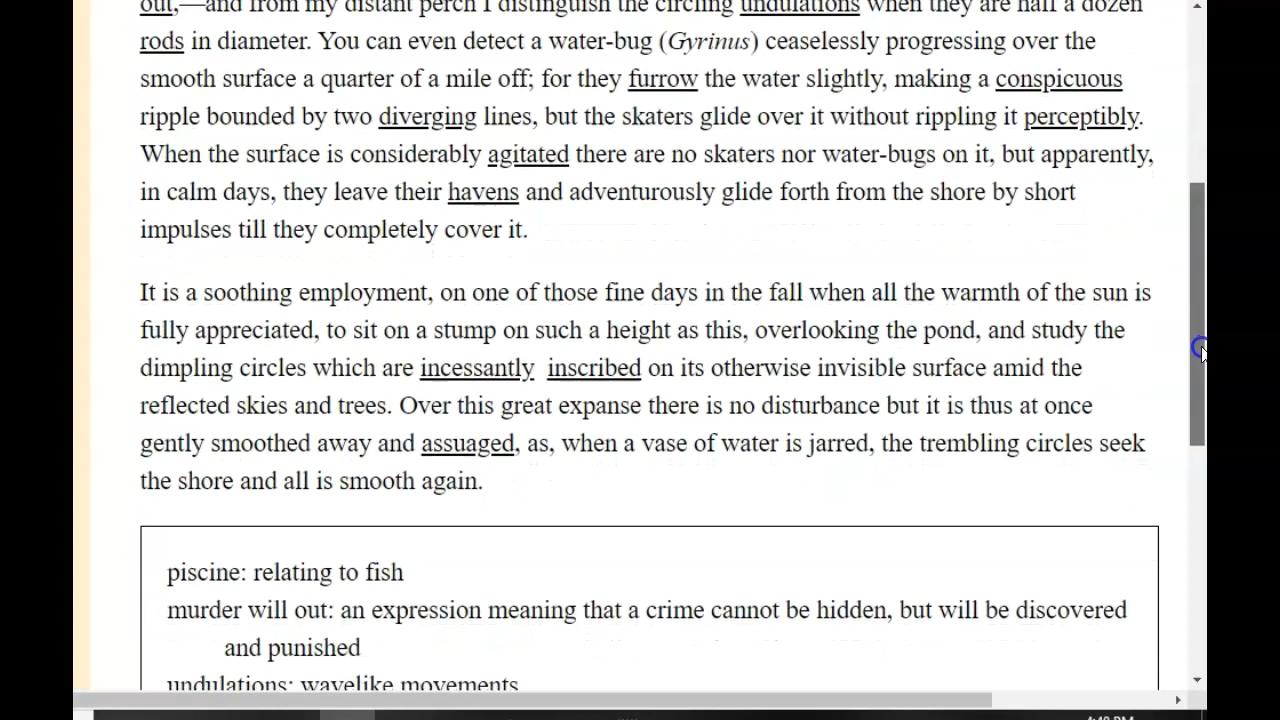 out,—and from my distant perch I distinguish the circling undulations when they are half a dozen
rods in diameter. You can even detect a water-bug (Gyrinus) ceaselessly progressing over the
smooth surface a quarter of a mile off; for they furrow the water slightly, making a conspicuous
ripple bounded by two diverging lines, but the skaters glide over it without rippling it perceptibly.
When the surface is considerably agitated there are no skaters nor water-bugs on it, but apparently,
in calm days, they leave their havens and adventurously glide forth from the shore by short
impulses till they completely cover it.
It is a soothing employment, on one of those fine days in the fall when all the warmth of the sun is
fully appreciated, to sit on a stump on such a height as this, overlooking the pond, and study the
dimpling circles which are incessantly inscribed on its otherwise invisible surface amid the
reflected skies and trees. Over this great expanse there is no disturbance but it is thus at once
gently smoothed away and assuaged, as, when a vase of water is jarred, the trembling circles seek
the shore and all is smooth again.
piscine: relating to fish
murder will out: an expression meaning that a crime cannot be hidden, but will be discovered
and punished
undulations: wavelike movements